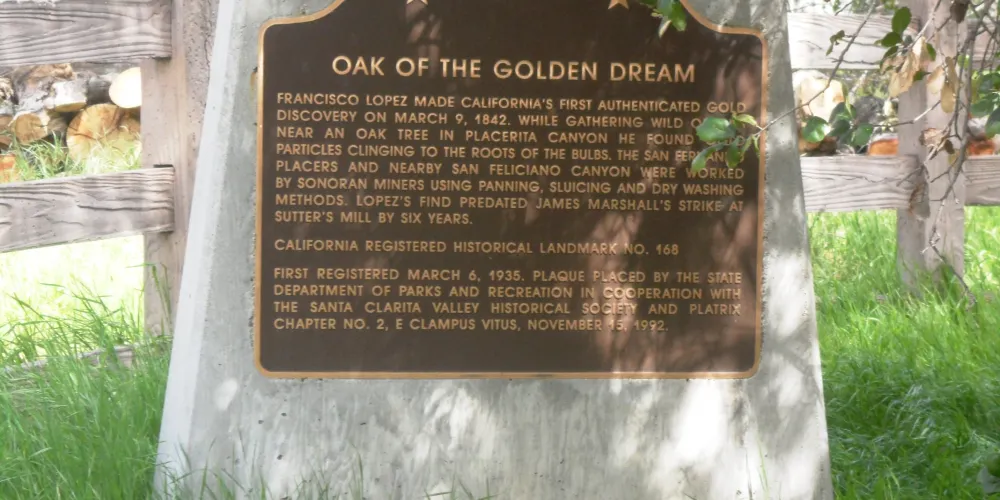 OAK OF THE GOLDEN DREAM
FRANCISCO LOPEZ MADE CALIFORNIA'S FIRST AUTHENTICATED GOLD
DISCOVERY ON MARCH 9, 1842. WHILE GATHERING WILD
NEAR AN OAK TREE IN PLACERITA CANYON HE FOUND
PARTICLES CLINGING TO THE ROOTS OF THE BULBS. THE SAN
PLACERS AND NEARBY SAN FELICIANO CANYON WERE WORKED
BY SONORAN MINERS USING PANNING, SLUICING AND DRY WASHING
METHODS. LOPEZ'S FIND PREDATED JAMES MARSHALL'S STRIKE AT
SUTTER'S MILL BY SIX YEARS.
CALIFORNIA REGISTERED HISTORICAL LANDMARK NO. 168
FIRST REGISTERED MARCH 6, 1935. PLAQUE PLACED BY THE STATE
DEPARTMENT OF PARKS AND RECREATION IN COOPERATION WITH
THE SANTA CLARITA VALLEY HISTORICAL SOCIETY AND PLATRIX
CHAPTER NO. 2, E CLAMPUS VITUS, NOVEMBER 15, 1992.